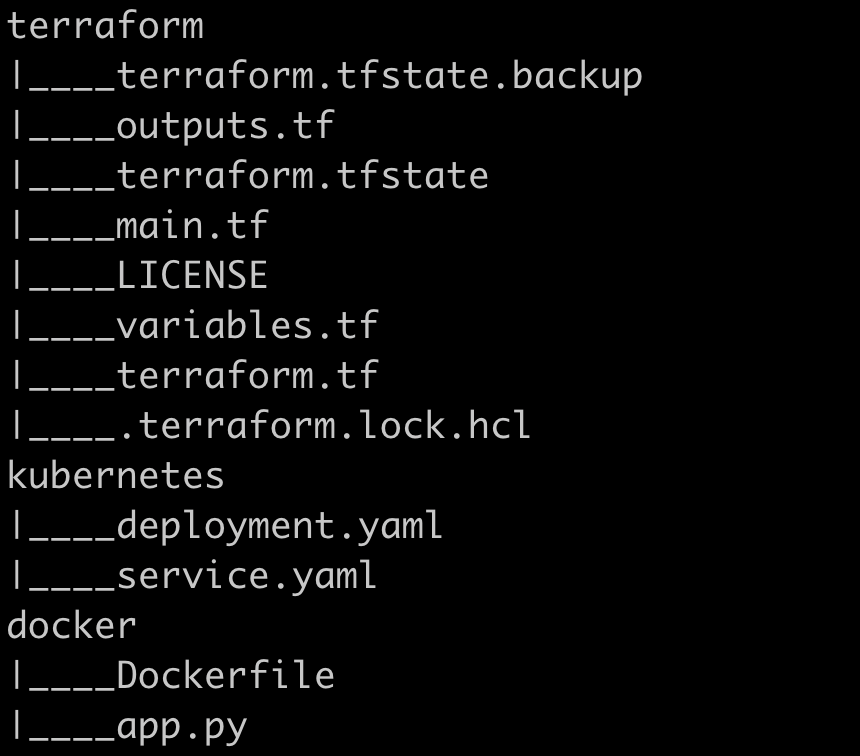 terraform
|____terraform.tfstate.backup
|____outputs.tf
|____terraform.tfstate
|____main.tf
|____LICENSE
|____variables.tf
|____terraform.tf
|____.terraform.lock.hcl
kubernetes
|____deployment.yaml
|____service.yaml
docker
|____Dockerfile
|____app.py